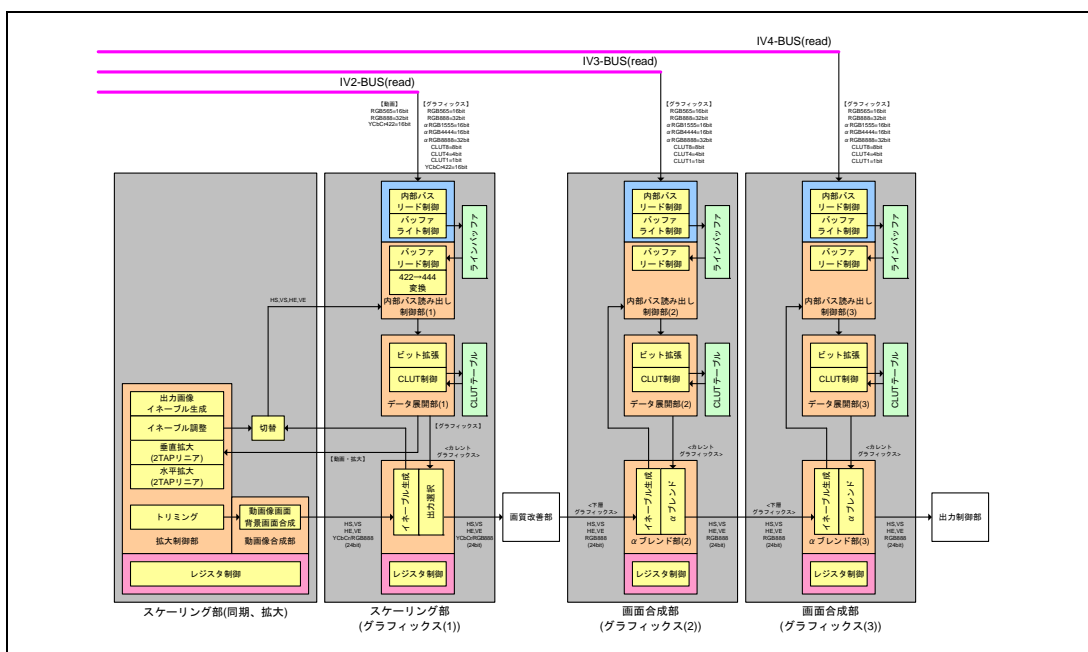 IV4-BUS(read)
IV3-BUS(read)
IV2-BUS(read)
【動画】
RGB565=16bit
RGB888=32bit
YCbCr422=16bit
【グラフィックス】
RGB565=16bit
RGB888=32bit
αRGB1555=16bit
αRGB4444=16bit
αRGB8888=32bit
CLUT8=8bit
CLUT4=4bit
CLUT1=1bit
YCbCr422=16bit
【グラフィックス】
RGB565=16bit
RGB888=32bit
αRGB1555=16bit
αRGB4444=16bit
αRGB8888=32bit
CLUT8=8bit
CLUT4=4bit
CLUT1=1bit
【グラフィックス】
RGB565=16bit
RGB888=32bit
αRGB1555=16bit
αRGB4444=16bit
αRGB8888=32bit
CLUT8=8bit
CLUT4=4bit
CLUT1=1bit
出力画像
イネーブル生成
イネーブル調整
垂直拡大
(2TAPリニア)
水平拡大
(2TAPリニア)
トリミング
拡大制御部
切替
HS,VS,HE,VE
動画像画面
背景画面合成
動画像合成部
レジスタ制御
スケーリング部(同期、拡大)
内部バス
リード制御
バッファ
ライト制御
ラインバッファ
バッファ
リード制御
422→444
変換
内部バス読み出し
制御部(1)
ビット拡張
CLUT制御
CLUTテーブル
データ展開部(1)
【グラフィックス】
【動画・拡大】
イネーブル生成
出力選択
HS,VS
HE,VE
YCbCr/RGB888
(24bit)
レジスタ制御
スケーリング部
(グラフィックス(1))
HS,VS
HE,VE
YCbCr/RGB888
(24bit)
画質改善部
内部バス
リード制御
バッファ
ライト制御
ラインバッファ
バッファ
リード制御
内部バス読み出し
制御部(2)
ビット拡張
CLUT制御
CLUTテーブル
データ展開部(2)
<カレント
グラフィックス>
<下層
グラフィックス>
HS,VS
HE,VE
RGB888
(24bit)
イネーブル生成
αブレンド
αブレンド部(2)
レジスタ制御
画面合成部
(グラフィックス(2))
HS,VS
HE,VE
RGB888
(24bit)
内部バス
リード制御
バッファ
ライト制御
ラインバッファ
バッファ
リード制御
内部バス読み出し
制御部(3)
ビット拡張
CLUT制御
CLUTテーブル
データ展開部(3)
<カレント
グラフィックス>
<下層
グラフィックス>
HS,VS
HE,VE
RGB888
(24bit)
イネーブル生成
αブレンド
αブレンド部(3)
レジスタ制御
画面合成部
(グラフィックス(3))
HS,VS
HE,VE
RGB888
(24bit)
出力制御部